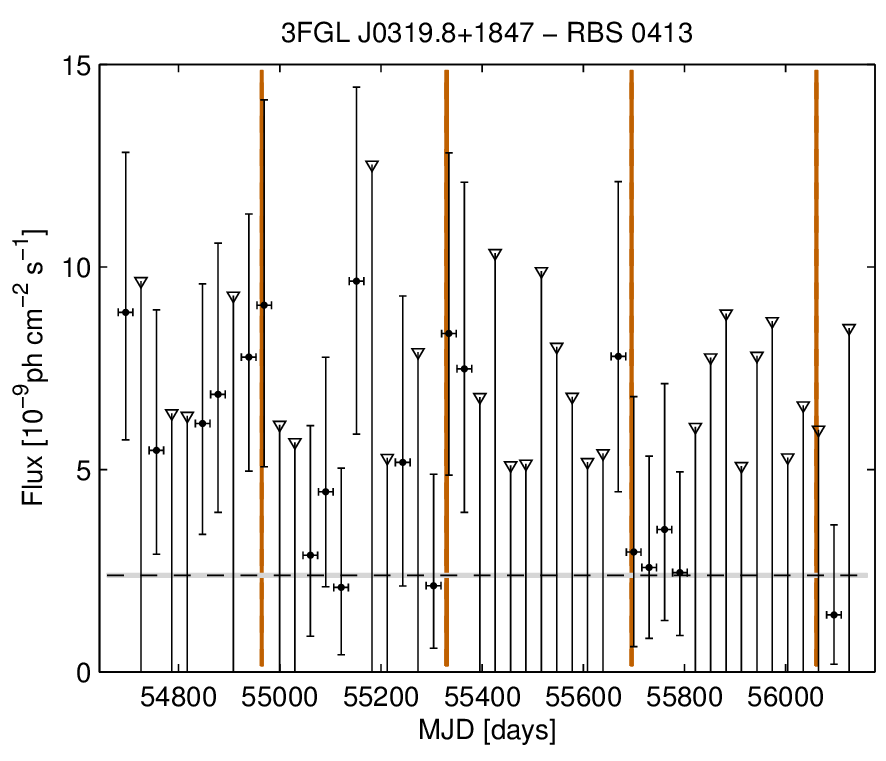 3FGL J0319.8+1847 − RBS 0413
Flux [10⁻⁹ph cm⁻² s⁻¹]
15
10
5
0
54800 55000 55200 55400 55600 55800 56000
MJD [days]